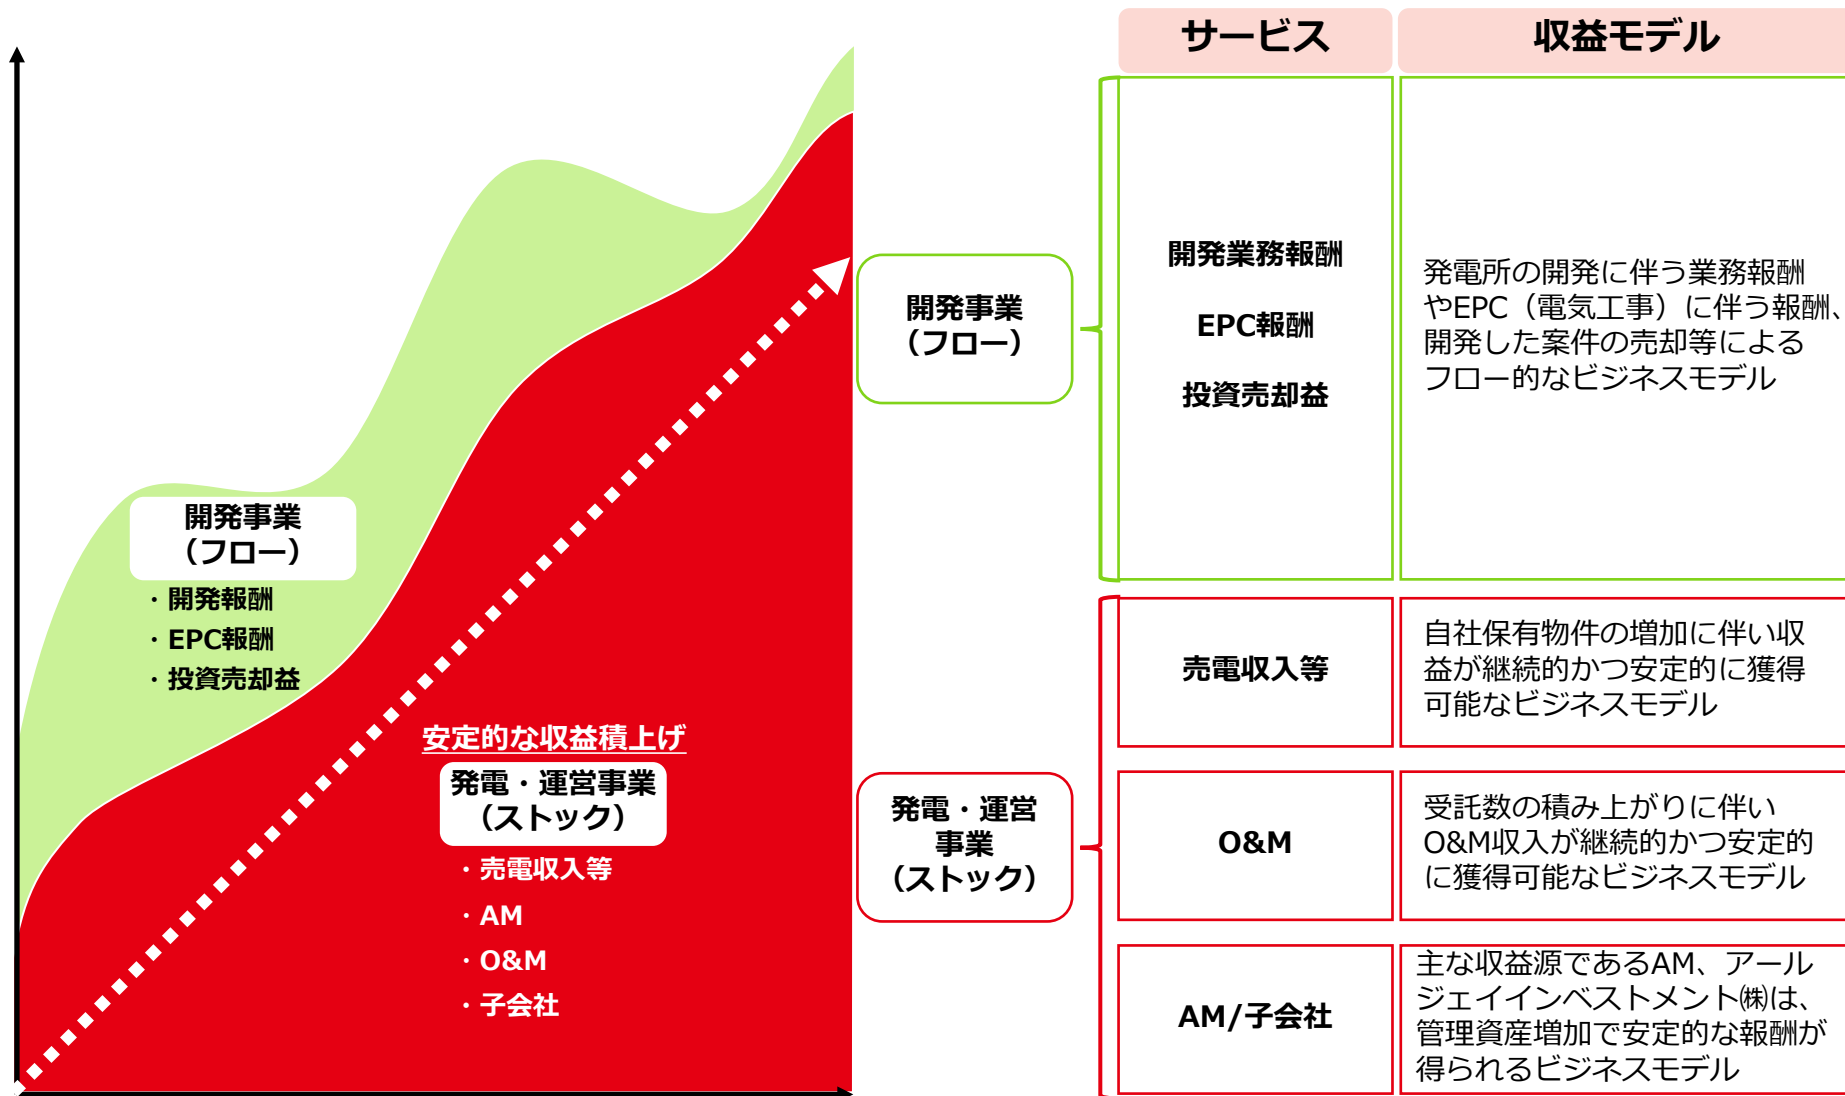 サービス
収益モデル
開発事業
（フロー）
・開発報酬
・EPC報酬
・投資売却益
安定的な収益積上げ
発電・運営事業
（ストック）
・売電収入等
・AM
・O&M
・子会社
開発事業
（フロー）
開発業務報酬
EPC報酬
投資売却益
発電所の開発に伴う業務報酬
やEPC（電気工事）に伴う報酬、
開発した案件の売却等による
フロー的なビジネスモデル
発電・運営
事業
（ストック）
売電収入等
自社保有物件の増加に伴い収
益が継続的かつ安定的に獲得
可能なビジネスモデル
O&M
受託数の積み上がりに伴い
O&M収入が継続的かつ安定的
に獲得可能なビジネスモデル
AM/子会社
主な収益源であるAM、アール
ジェイインベストメント㈱は、
管理資産増加で安定的な報酬が
得られるビジネスモデル